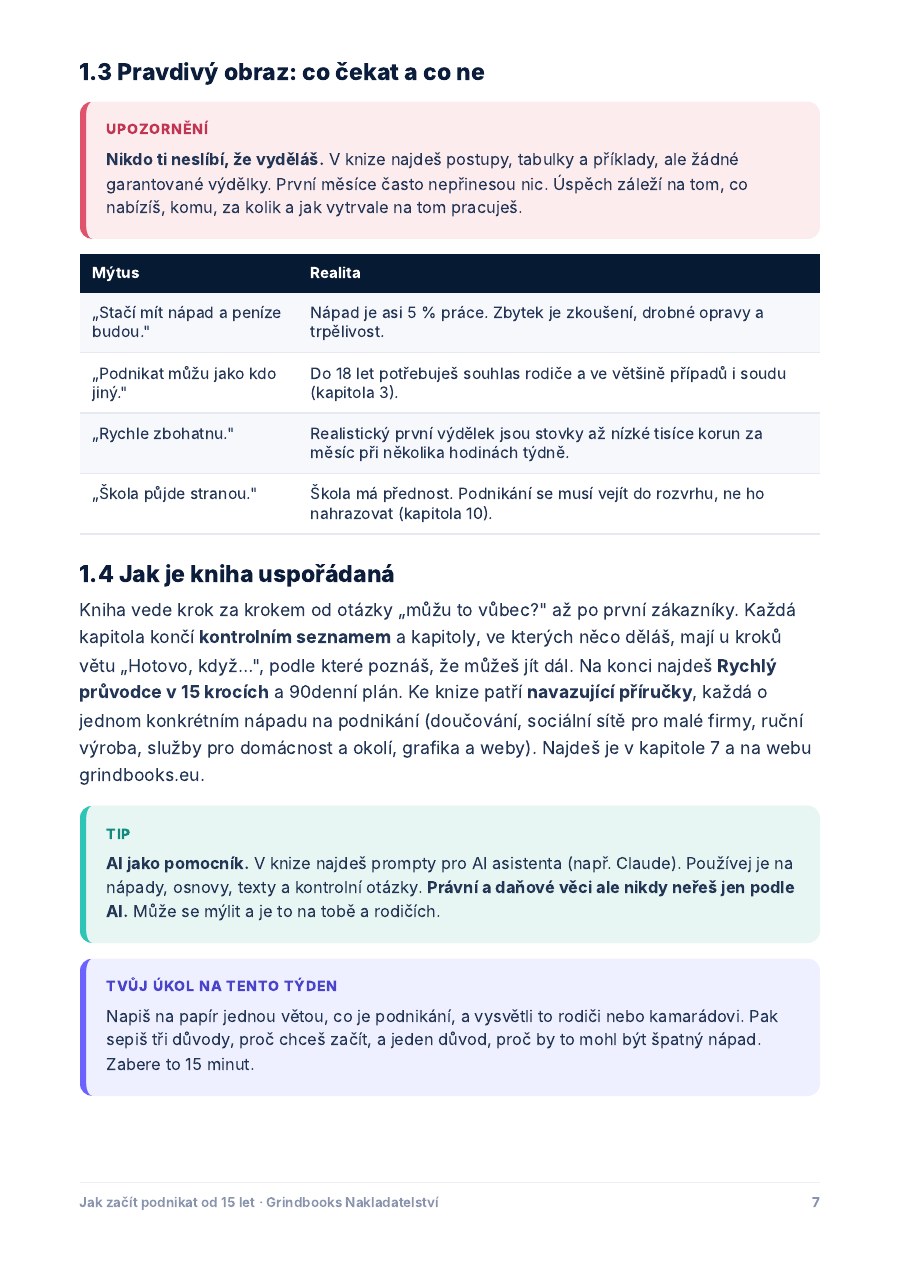 1.3 Pravdivý obraz: co čekat a co ne
UPOZORNĚNÍ
Nikdo ti neslíbí, že vyděláš. V knize najdeš postupy, tabulky a příklady, ale žádné
garantované výdělky. První měsíce často nepřinesou nic. Úspěch záleží na tom, co
nabízíš, komu, za kolik a jak vytrvale na tom pracuješ.
Mýtus Realita
„Stačí mít nápad a peníze Nápad je asi 5 % práce. Zbytek je zkoušení, drobné opravy a
budou." trpělivost.
„Podnikat můžu jako kdo Do 18 let potřebuješ souhlas rodiče a ve většině případů i soudu
jiný." (kapitola 3).
„Rychle zbohatnu." Realistický první výdělek jsou stovky až nízké tisíce korun za
měsíc při několika hodinách týdně.
„Škola půjde stranou." Škola má přednost. Podnikání se musí vejít do rozvrhu, ne ho
nahrazovat (kapitola 10).
1.4 Jak je kniha uspořádaná
Kniha vede krok za krokem od otázky „můžu to vůbec?" až po první zákazníky. Každá
kapitola končí kontrolním seznamem a kapitoly, ve kterých něco děláš, mají u kroků
větu „Hotovo, když...", podle které poznáš, že můžeš jít dál. Na konci najdeš Rychlý
průvodce v 15 krocích a 90denní plán. Ke knize patří navazující příručky, každá o
jednom konkrétním nápadu na podnikání (doučování, sociální sítě pro malé firmy, ruční
výroba, služby pro domácnost a okolí, grafika a weby). Najdeš je v kapitole 7 a na webu
grindbooks.eu.
TIP
AI jako pomocník. V knize najdeš prompty pro AI asistenta (např. Claude). Používej je na
nápady, osnovy, texty a kontrolní otázky. Právní a daňové věci ale nikdy neřeš jen podle
AI. Může se mýlit a je to na tobě a rodičích.
TVŮJ ÚKOL NA TENTO TÝDEN
Napiš na papír jednou větou, co je podnikání, a vysvětli to rodiči nebo kamarádovi. Pak
sepiš tři důvody, proč chceš začít, a jeden důvod, proč by to mohl být špatný nápad.
Zabere to 15 minut.
Jak začít podnikat od 15 let · Grindbooks Nakladatelství 7